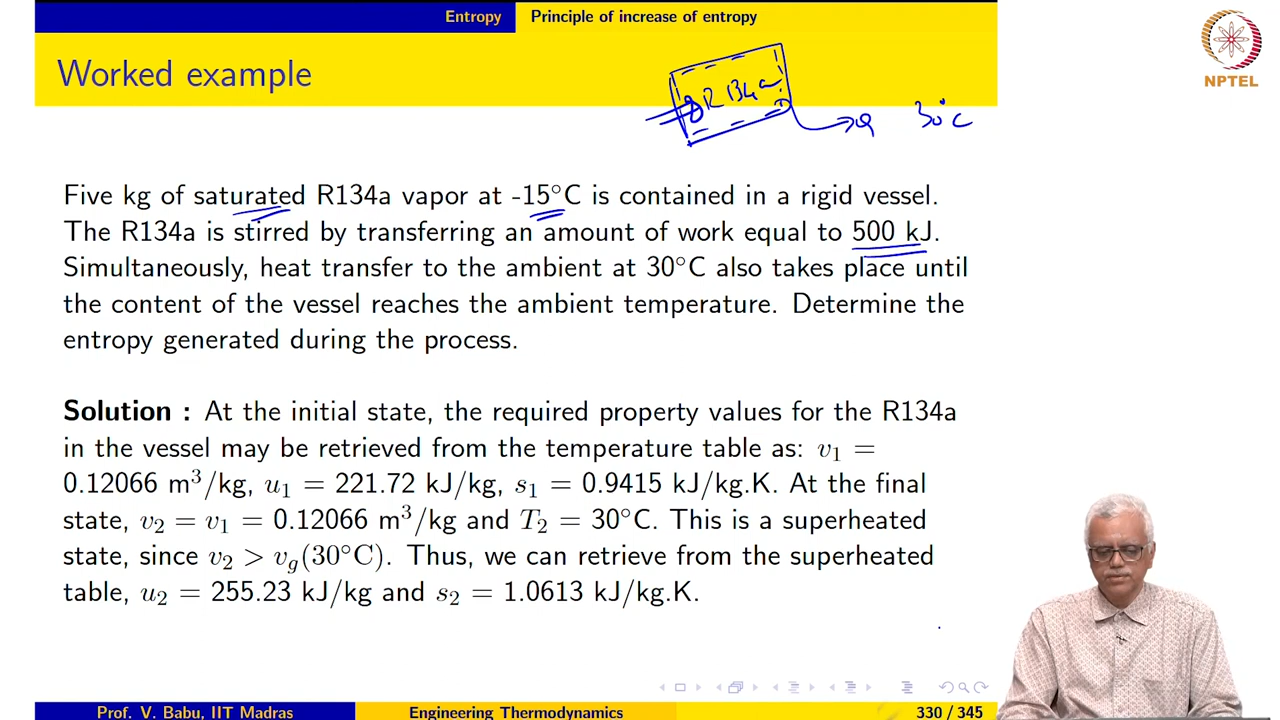 Entropy Principle of increase of entropy
Worked example
R134a
Q 30°C
NPTEL
Five kg of saturated R134a vapor at -15°C is contained in a rigid vessel.
The R134a is stirred by transferring an amount of work equal to 500 kJ.
Simultaneously, heat transfer to the ambient at 30°C also takes place until
the content of the vessel reaches the ambient temperature. Determine the
entropy generated during the process.
Solution : At the initial state, the required property values for the R134a
in the vessel may be retrieved from the temperature table as: v₁ =
0.12066 m³/kg, u₁ = 221.72 kJ/kg, s₁ = 0.9415 kJ/kg.K. At the final
state, v₂ = v₁ = 0.12066 m³/kg and T₂ = 30°C. This is a superheated
state, since v₂ > v_g(30°C). Thus, we can retrieve from the superheated
table, u₂ = 255.23 kJ/kg and s₂ = 1.0613 kJ/kg.K.
Prof. V. Babu, IIT Madras Engineering Thermodynamics 330 / 345